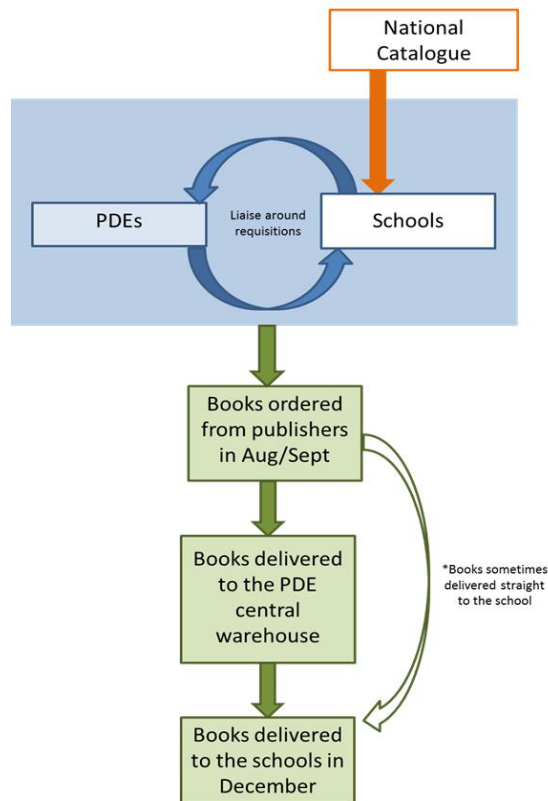 National
Catalogue
PDEs
Liaise around
requisitions
Schools
Books ordered
from publishers
in Aug/Sept
Books delivered
to the PDE
central
warehouse
*Books sometimes
delivered straight
to the school
Books delivered
to the schools in
December